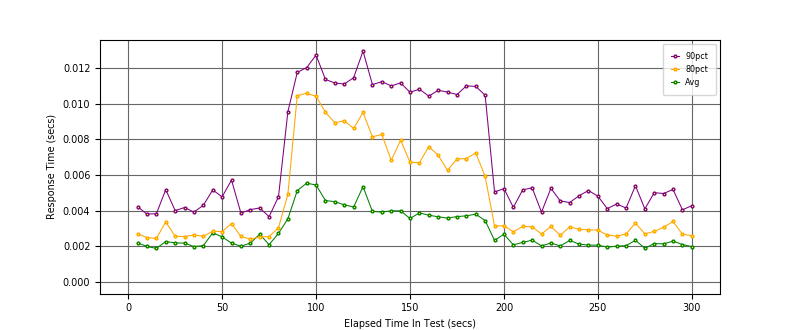 90pct
80pct
Avg
Response Time (secs)
0.012
0.010
0.008
0.006
0.004
0.002
0.000
0 50 100 150 200 250 300
Elapsed Time In Test (secs)